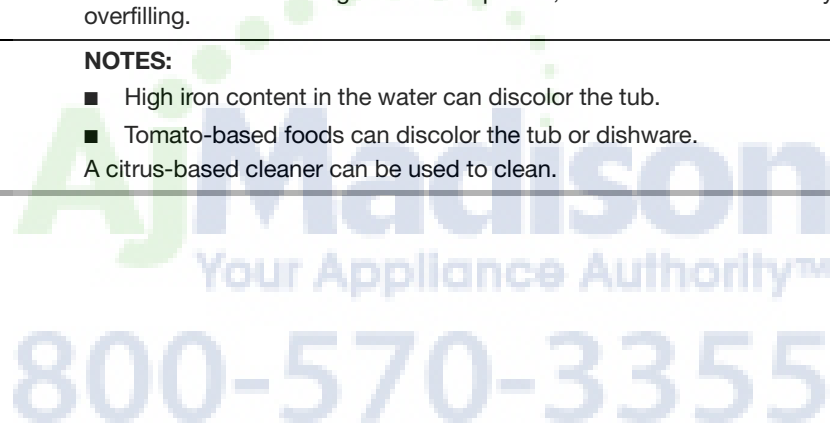 overfilling.
NOTES:
■ High iron content in the water can discolor the tub.
■ Tomato-based foods can discolor the tub or dishware.
A citrus-based cleaner can be used to clean.
AjMadison
Your Appliance Authority™
800-570-3355